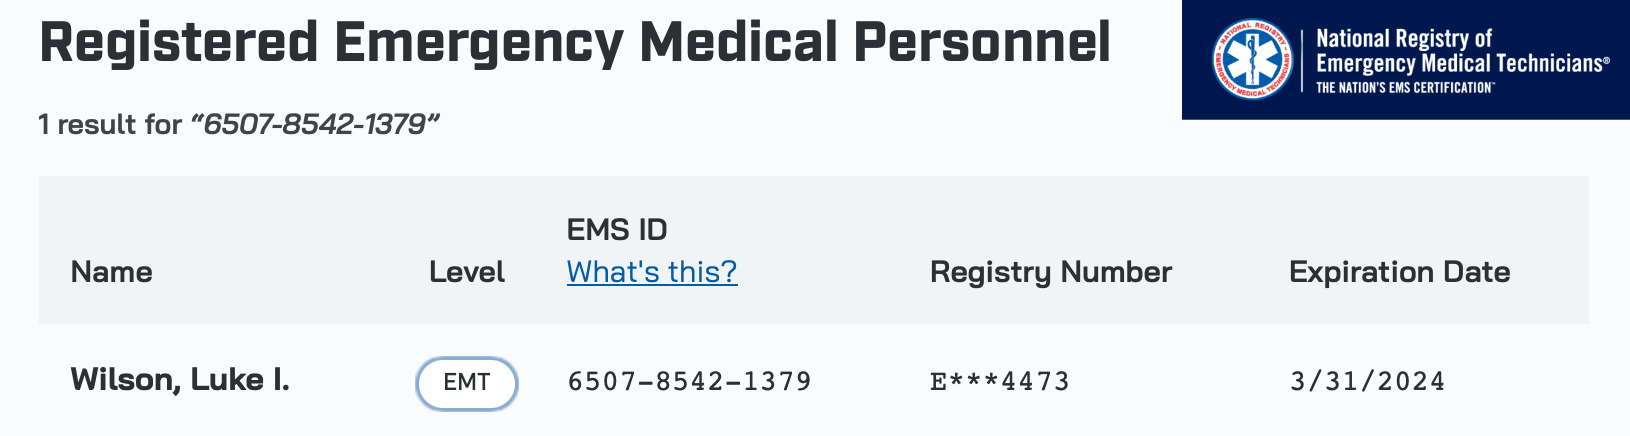 Registered Emergency Medical Personnel
NATIONAL REGISTRY
EMERGENCY MEDICAL TECHNICIANS
National Registry of
Emergency Medical Technicians®
THE NATION'S EMS CERTIFICATION™
1 result for “6507-8542-1379”
Name
Level
EMS ID
What's this?
Registry Number
Expiration Date
Wilson, Luke I.
EMT
6507-8542-1379
E***4473
3/31/2024